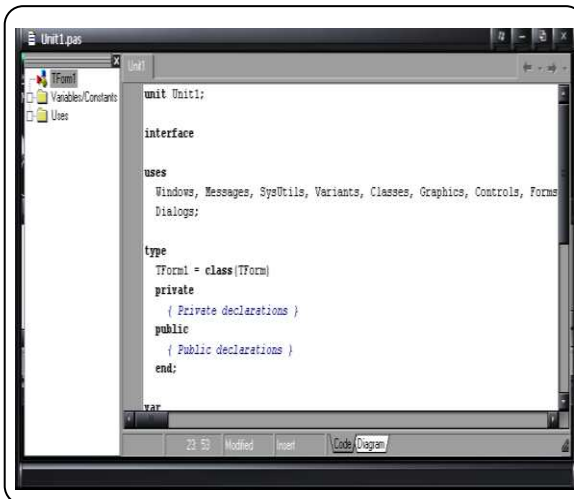 Unit1.pas
TForm1
Variables/Constants
Uses
Unit1
unit Unit1;
interface
uses
Windows, Messages, SysUtils, Variants, Classes, Graphics, Controls, Forms
Dialogs;
type
TForm1 = class(TForm)
private
{ Private declarations }
public
{ Public declarations }
end;
var
23: 53 Modified Insert Code Diagram